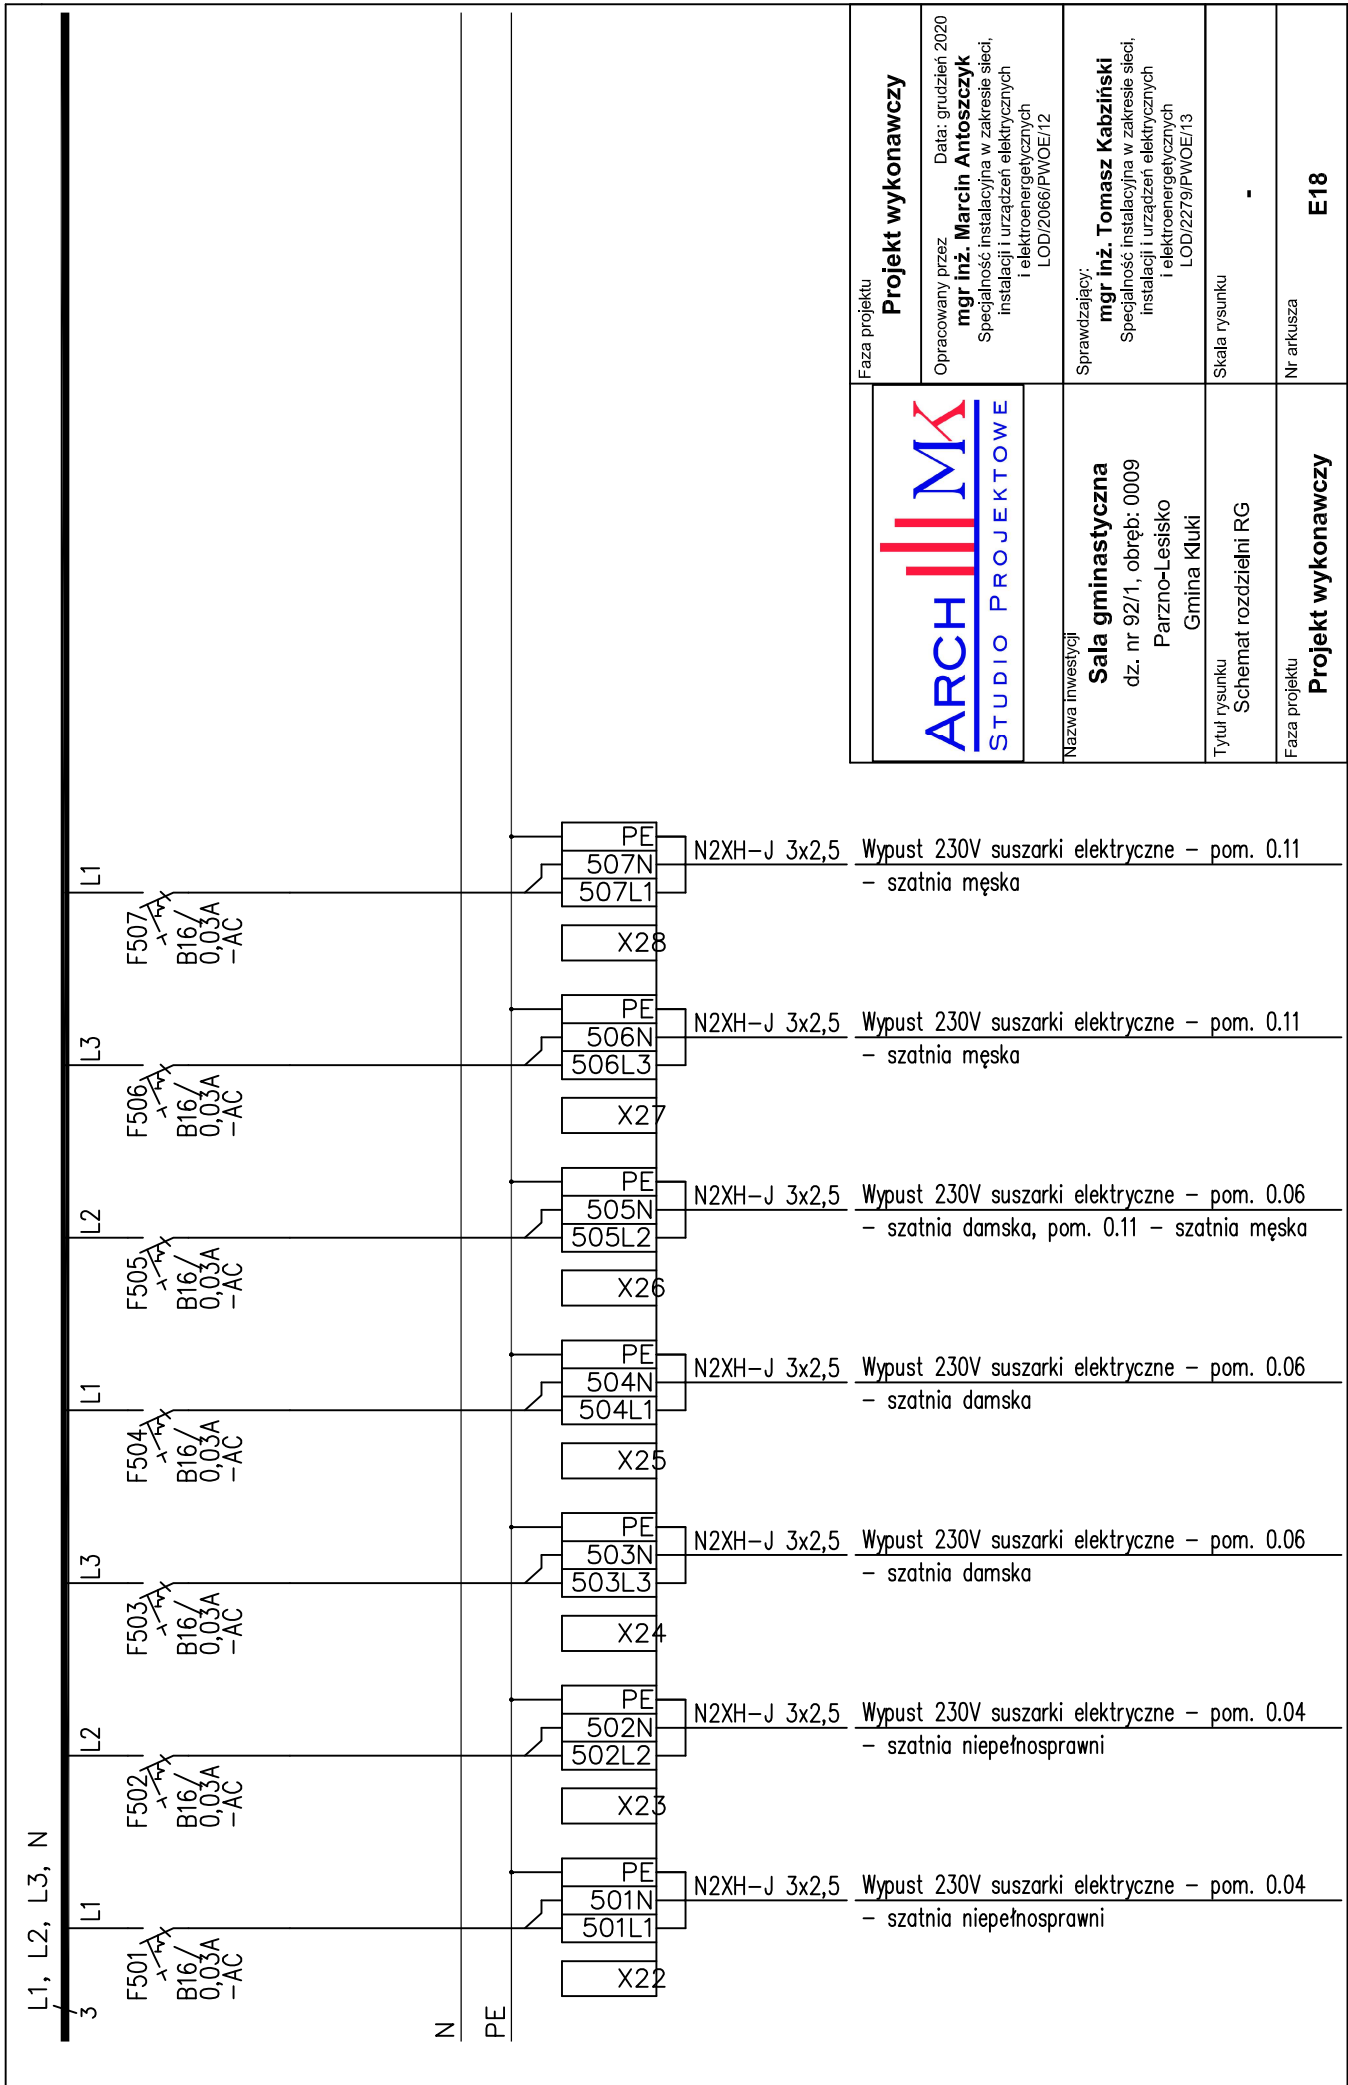 L1, L2, L3, N
3
N
PE
L1
F507
B16/
0,03A
-AC
PE
507N
507L1
X28
N2XH-J 3x2,5
Wypust 230V suszarki elektryczne - pom. 0.11
- szatnia męska
L3
F506
B16/
0,03A
-AC
PE
506N
506L3
X27
N2XH-J 3x2,5
Wypust 230V suszarki elektryczne - pom. 0.11
- szatnia męska
L2
F505
B16/
0,03A
-AC
PE
505N
505L2
X26
N2XH-J 3x2,5
Wypust 230V suszarki elektryczne - pom. 0.06
- szatnia damska, pom. 0.11 - szatnia męska
L1
F504
B16/
0,03A
-AC
PE
504N
504L1
X25
N2XH-J 3x2,5
Wypust 230V suszarki elektryczne - pom. 0.06
- szatnia damska
L3
F503
B16/
0,03A
-AC
PE
503N
503L3
X24
N2XH-J 3x2,5
Wypust 230V suszarki elektryczne - pom. 0.06
- szatnia damska
L2
F502
B16/
0,03A
-AC
PE
502N
502L2
X23
N2XH-J 3x2,5
Wypust 230V suszarki elektryczne - pom. 0.04
- szatnia niepełnosprawni
L1
F501
B16/
0,03A
-AC
PE
501N
501L1
X22
N2XH-J 3x2,5
Wypust 230V suszarki elektryczne - pom. 0.04
- szatnia niepełnosprawni
ARCH MK
STUDIO PROJEKTOWE
Nazwa inwestycji
Sala gminastyczna
dz. nr 92/1, obręb: 0009
Parzno-Lesisko
Gmina Kluki
Tytuł rysunku
Schemat rozdzielni RG
Faza projektu
Projekt wykonawczy
Faza projektu
Projekt wykonawczy
Opracowany przez Data: grudzień 2020
mgr inż. Marcin Antoszczyk
Specjalność instalacyjna w zakresie sieci,
instalacji i urządzeń elektrycznych
i elektroenergetycznych
LOD/2066/PWOE/12
Sprawdzający:
mgr inż. Tomasz Kabziński
Specjalność instalacyjna w zakresie sieci,
instalacji i urządzeń elektrycznych
i elektroenergetycznych
LOD/2279/PWOE/13
Skala rysunku
-
Nr arkusza
E18